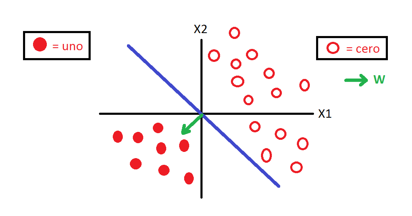 X2
= uno
= cero
W
X1